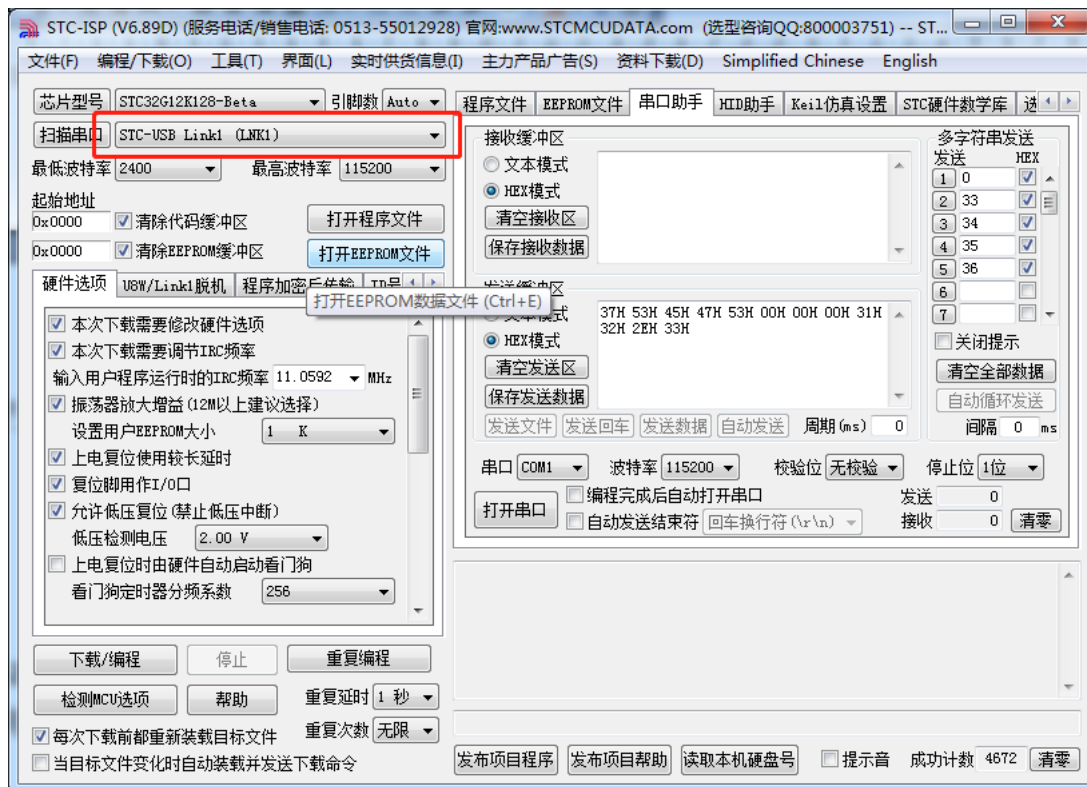 STC-ISP (V6.89D) (服务电话/销售电话: 0513-55012928) 官网:www.STCMCUDATA.com (选型咨询QQ:800003751) -- ST...
文件(F) 编程/下载(O) 工具(T) 界面(L) 实时供货信息(I) 主力产品广告(S) 资料下载(D) Simplified Chinese English
芯片型号 STC32G12K128-Beta 引脚数 Auto
扫描串口 STC-USB Link1 (LNK1)
最低波特率 2400 最高波特率 115200
起始地址
0x0000 清除代码缓冲区 打开程序文件
0x0000 清除EEPROM缓冲区 打开EEPROM文件
硬件选项 U8W/Link1脱机 程序加密后传输
打开EEPROM数据文件 (Ctrl+E)
本次下载需要修改硬件选项
本次下载需要调节IRC频率
输入用户程序运行时的IRC频率 11.0592 MHz
振荡器放大增益(12M以上建议选择)
设置用户EEPROM大小 1 K
上电复位使用较长延时
复位脚用作I/O口
允许低压复位(禁止低压中断)
低压检测电压 2.00 V
上电复位时由硬件自动启动看门狗
看门狗定时器分频系数 256
下载/编程 停止 重复编程
检测MCU选项 帮助 重复延时 1 秒
每次下载前都重新装载目标文件 重复次数 无限
当目标文件变化时自动装载并发送下载命令
程序文件 EEPROM文件 串口助手 HID助手 Keil仿真设置 STC硬件数学库
接收缓冲区
文本模式
HEX模式
清空接收区
保存接收数据
HEX模式
清空发送区
保存发送数据
37H 53H 45H 47H 53H 00H 00H 00H 31H
32H 2EH 33H
发送文件 发送回车 发送数据 自动发送 周期(ms) 0
多字符串发送
发送 HEX
1 0
2 33
3 34
4 35
5 36
6
7
关闭提示
清空全部数据
自动循环发送
间隔 0 ms
串口 COM1 波特率 115200 校验位 无校验 停止位 1位
打开串口 编程完成后自动打开串口 发送 0
自动发送结束符 回车换行符(\r\n) 接收 0 清零
发布项目程序 发布项目帮助 读取本机硬盘号 提示音 成功计数 4672 清零